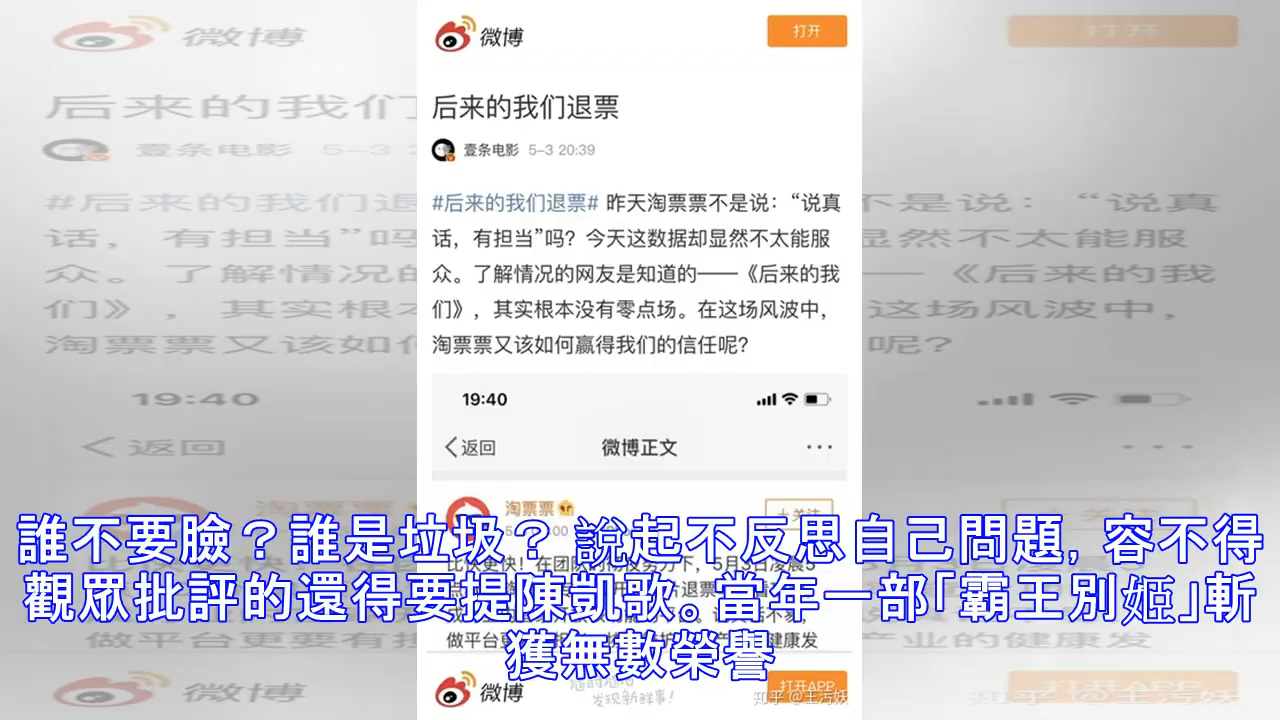 微博
打开
后来的我们退票
壹条电影 5-3 20:39
#后来的我们退票# 昨天淘票票不是说：“说真
话，有担当”吗？今天这数据却显然不太能服
众。了解情况的网友是知道的——《后来的我
们》，其实根本没有零点场。在这场风波中，
淘票票又该如何赢得我们的信任呢？
19:40
返回
微博正文
淘票票
誰不要臉？誰是垃圾？ 說起不反思自己問題, 容不得
觀眾批評的還得要提陳凱歌。當年一部「霸王別姬」斬
獲無數榮譽
微博
发现新鲜事!
打开APP
知乎 @王污妖